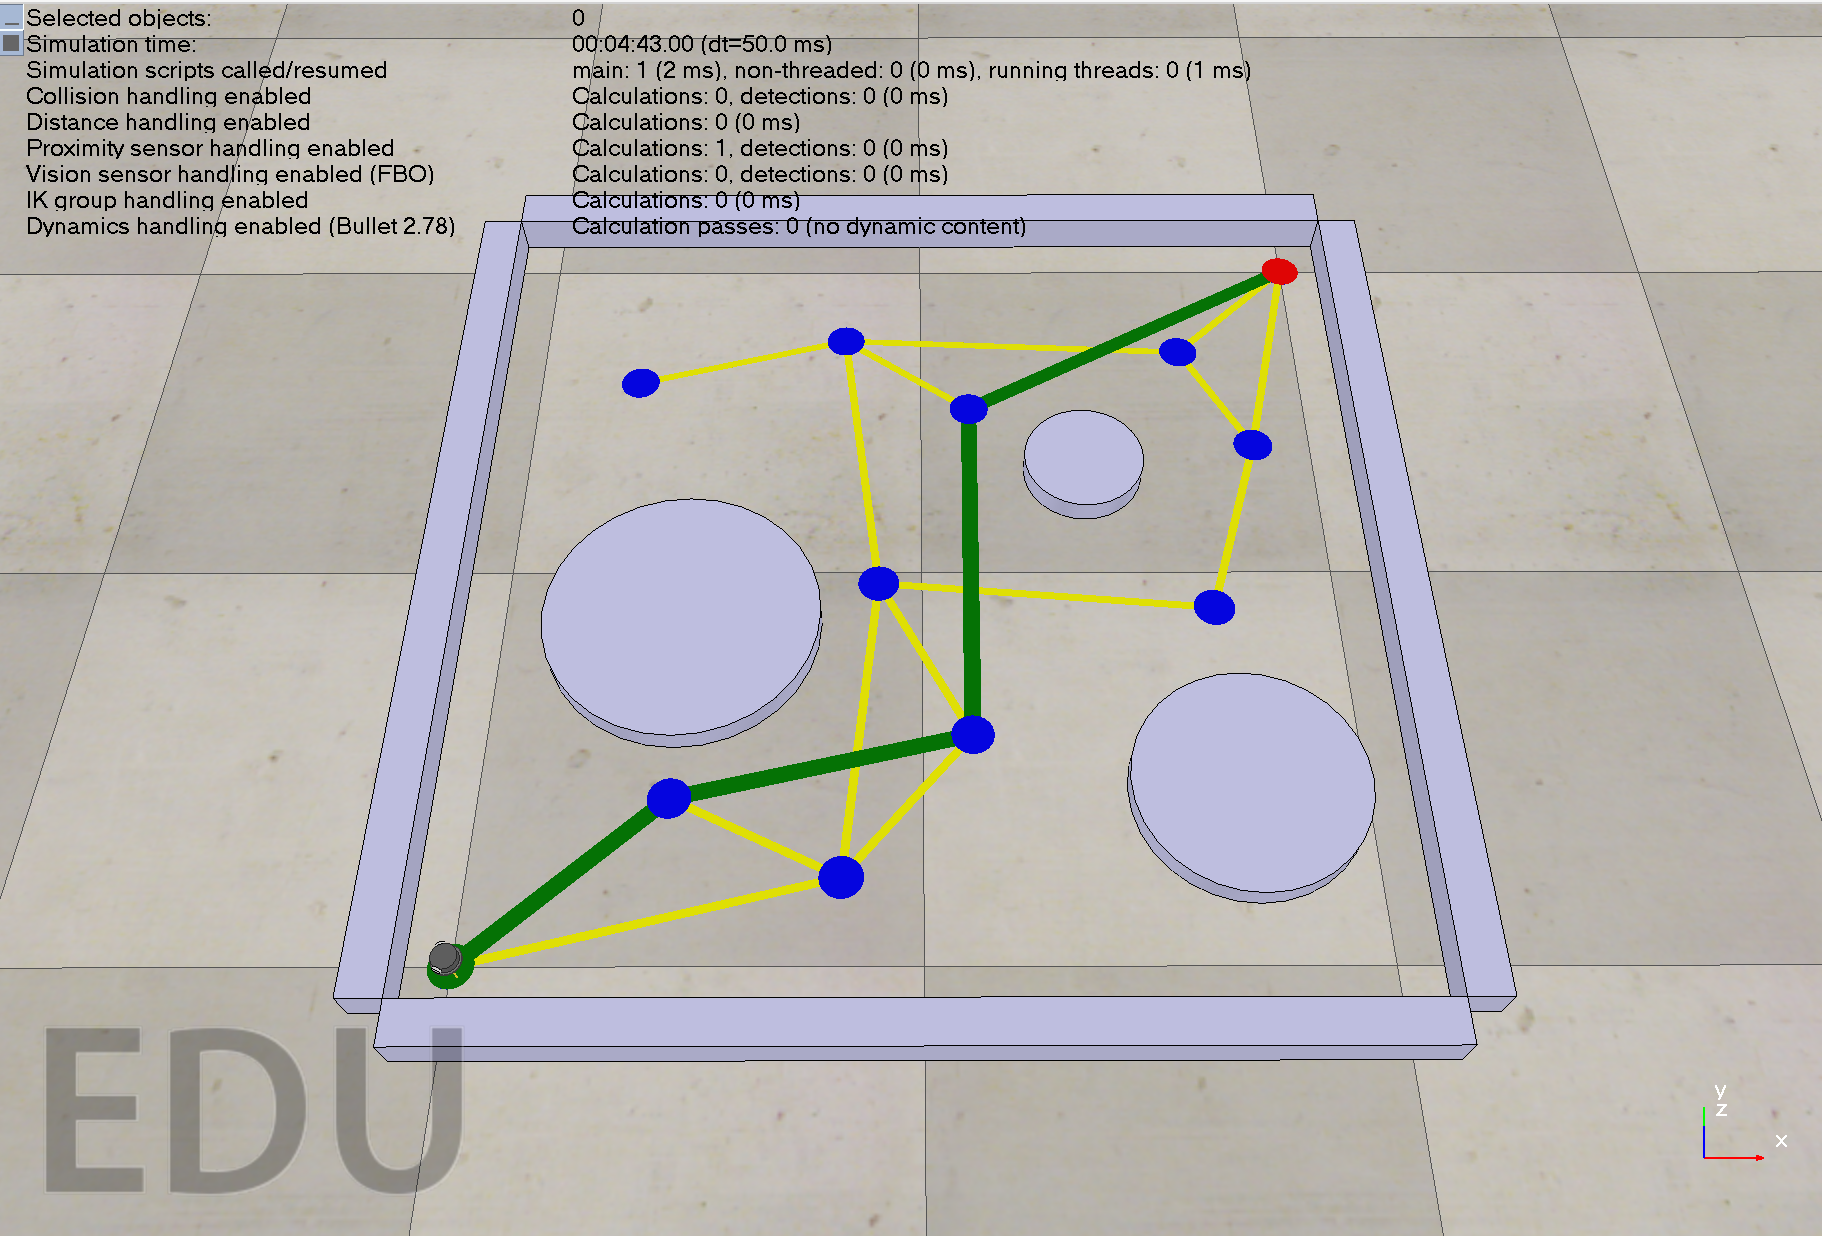 Selected objects: 0
Simulation time: 00:04:43.00 (dt=50.0 ms)
Simulation scripts called/resumed main: 1 (2 ms), non-threaded: 0 (0 ms), running threads: 0 (1 ms)
Collision handling enabled Calculations: 0, detections: 0 (0 ms)
Distance handling enabled Calculations: 0 (0 ms)
Proximity sensor handling enabled Calculations: 1, detections: 0 (0 ms)
Vision sensor handling enabled (FBO) Calculations: 0, detections: 0 (0 ms)
IK group handling enabled Calculations: 0 (0 ms)
Dynamics handling enabled (Bullet 2.78) Calculation passes: 0 (no dynamic content)
EDU
y
z
x